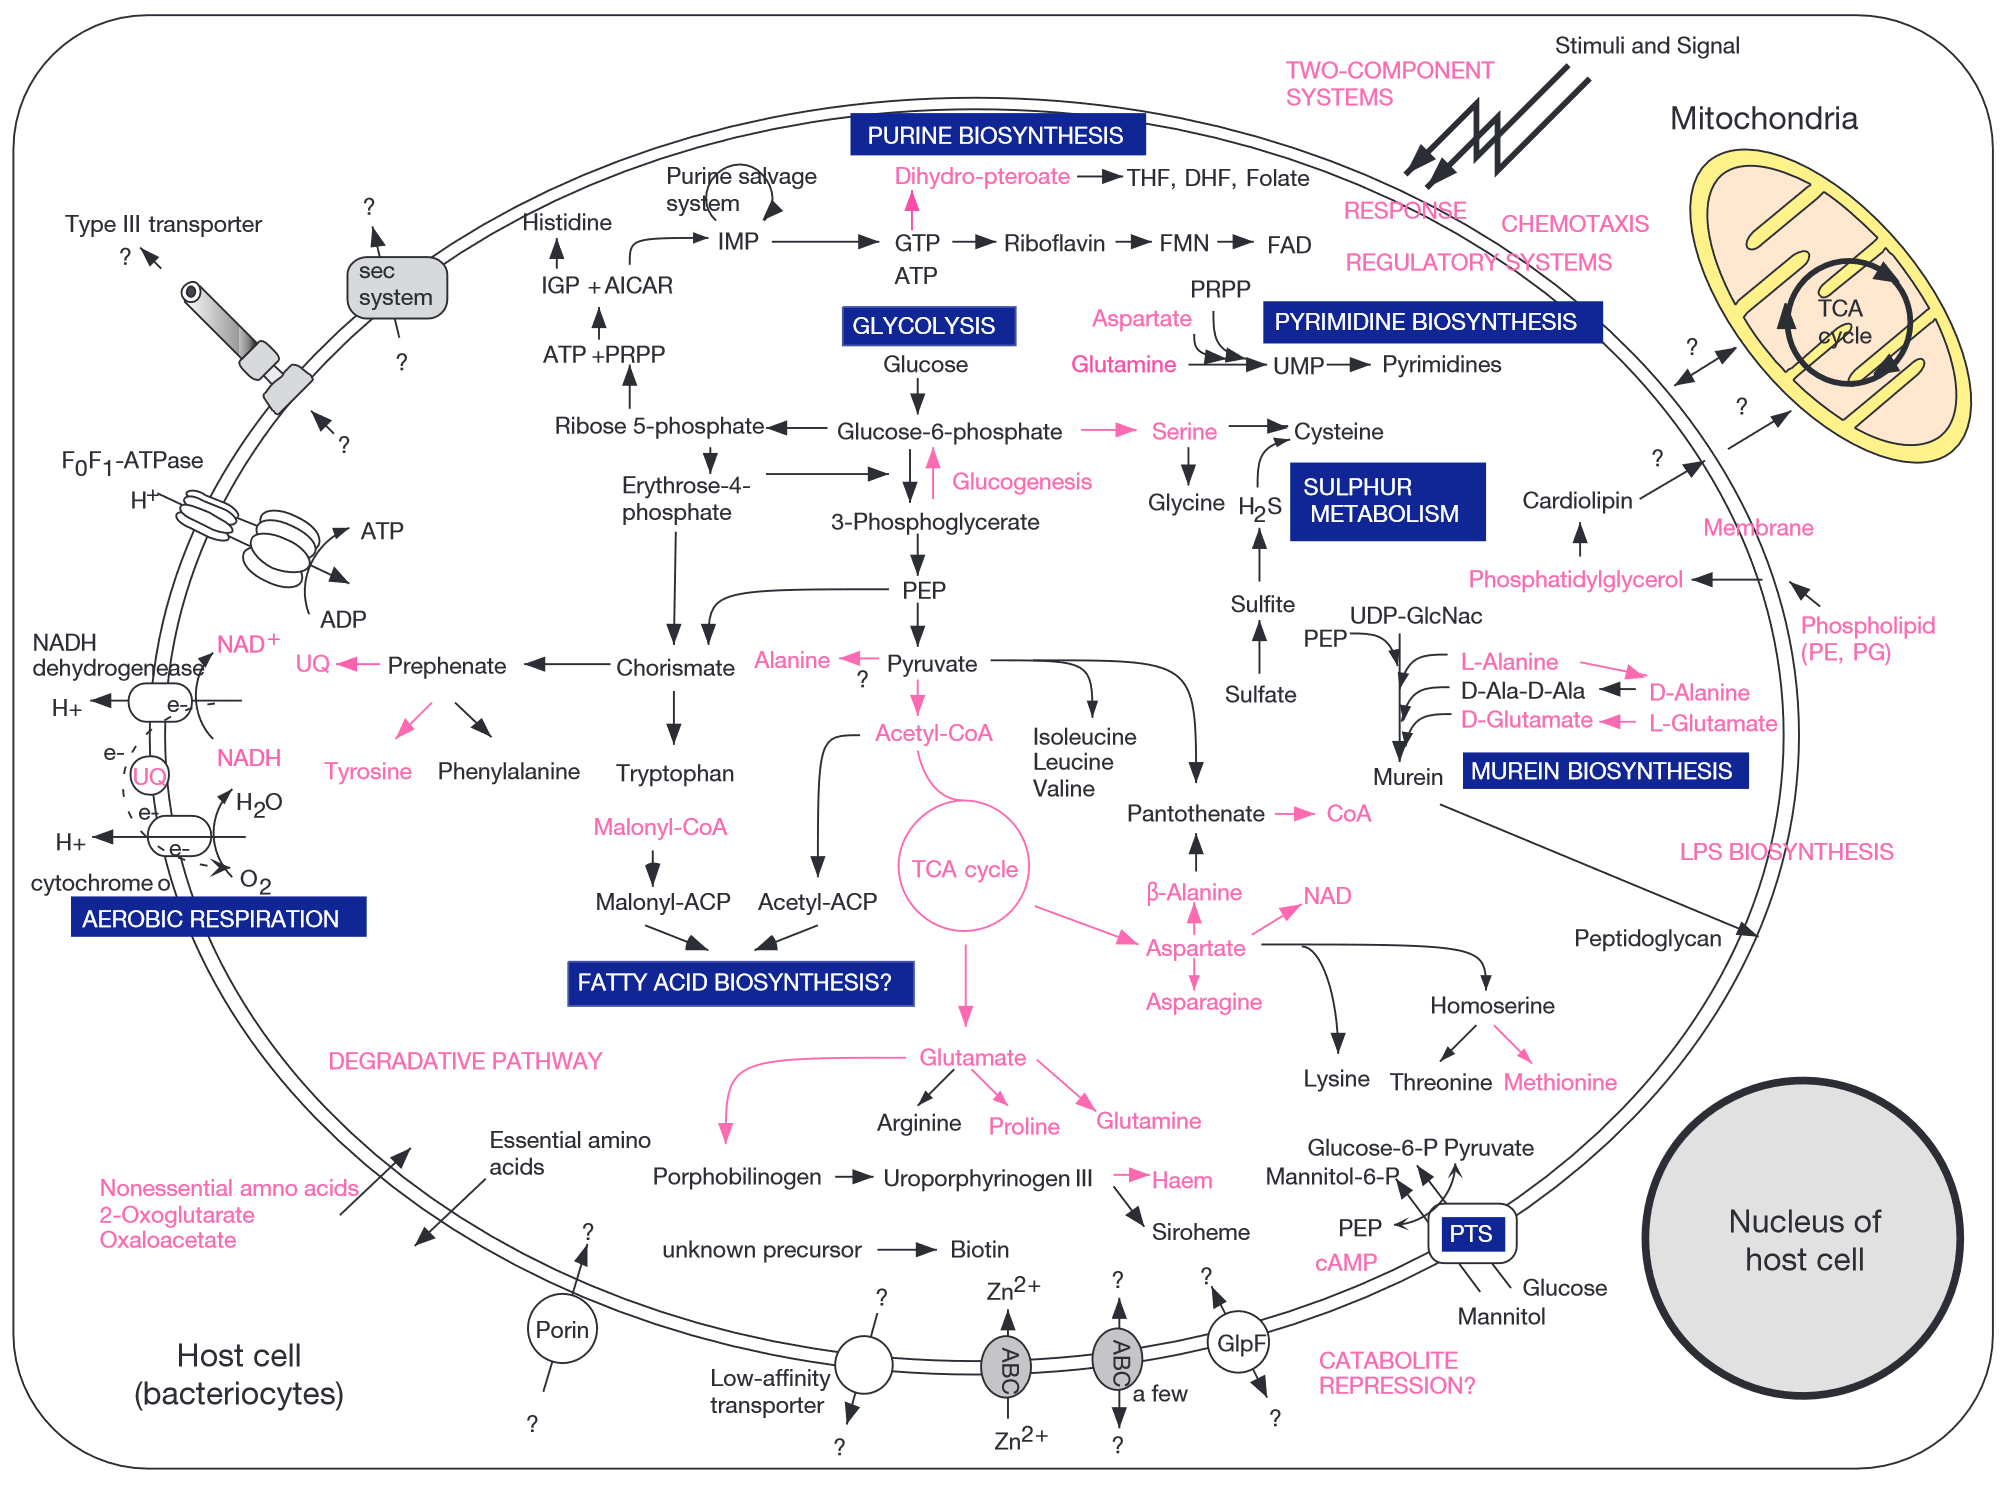 Stimuli and Signal
TWO-COMPONENT
SYSTEMS
Mitochondria
PURINE BIOSYNTHESIS
Purine salvage
system
Dihydro-pteroate
THF, DHF, Folate
RESPONSE
CHEMOTAXIS
REGULATORY SYSTEMS
Type III transporter
?
?
sec
system
?
?
Histidine
IMP
GTP
ATP
Riboflavin
FMN
FAD
IGP + AICAR
PRPP
Aspartate
PYRIMIDINE BIOSYNTHESIS
GLYCOLYSIS
TCA
cycle
?
?
?
ATP +PRPP
Glucose
Glutamine
UMP
Pyrimidines
Ribose 5-phosphate
Glucose-6-phosphate
Serine
Cysteine
F0F1-ATPase
H+
ATP
ADP
Erythrose-4-
phosphate
Glucogenesis
Glycine
H2S
SULPHUR
METABOLISM
Cardiolipin
Membrane
3-Phosphoglycerate
PEP
Sulfite
Sulfate
Phosphatidylglycerol
Phospholipid
(PE, PG)
UDP-GlcNac
PEP
NADH
dehydrogenease
NAD+
H+
e-
UQ
Prephenate
Chorismate
Alanine
?
Pyruvate
L-Alanine
D-Ala-D-Ala
D-Alanine
D-Glutamate
L-Glutamate
Acetyl-CoA
Isoleucine
Leucine
Valine
e-
NADH
UQ
Tyrosine
Phenylalanine
Tryptophan
Murein
MUREIN BIOSYNTHESIS
H2O
e-
H+
e-
O2
cytochrome o
AEROBIC RESPIRATION
Malonyl-CoA
Pantothenate
CoA
LPS BIOSYNTHESIS
TCA cycle
Malonyl-ACP
Acetyl-ACP
β-Alanine
NAD
Aspartate
Peptidoglycan
FATTY ACID BIOSYNTHESIS?
Asparagine
Homoserine
DEGRADATIVE PATHWAY
Glutamate
Lysine
Threonine
Methionine
Arginine
Proline
Glutamine
Essential amino
acids
Nonessential amno acids
2-Oxoglutarate
Oxaloacetate
Porphobilinogen
Uroporphyrinogen III
Haem
Siroheme
Glucose-6-P
Pyruvate
Mannitol-6-P
PEP
PTS
cAMP
Glucose
Mannitol
Nucleus of
host cell
unknown precursor
Biotin
?
Porin
?
?
Low-affinity
transporter
?
Zn2+
ABC
Zn2+
?
ABC
a few
?
?
GlpF
?
CATABOLITE
REPRESSION?
Host cell
(bacteriocytes)